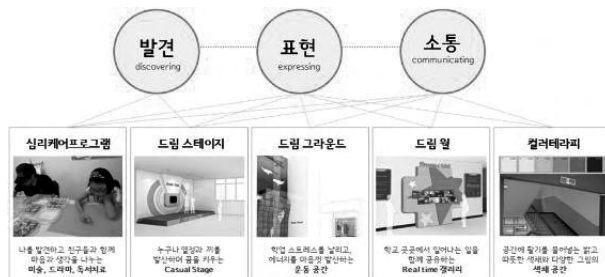 발견
discovering
표현
expressing
소통
communicating
심리케어프로그램
나를 발견하고 친구들과 함께
마음과 생각을 나누는
미술, 드라마, 독서치료
드림 스테이지
누구나 열정과 끼를
발산하며 꿈을 키우는
Casual Stage
드림 그라운드
학업 스트레스를 날리고,
에너지를 마음껏 발산하는
운동 공간
드림 월
학교 곳곳에서 일어나는 일을
함께 공유하는
Real time 갤러리
컬러테라피
공간에 활기를 불어넣는 밝고
따뜻한 색채와 다양한 그림의
색채 공간